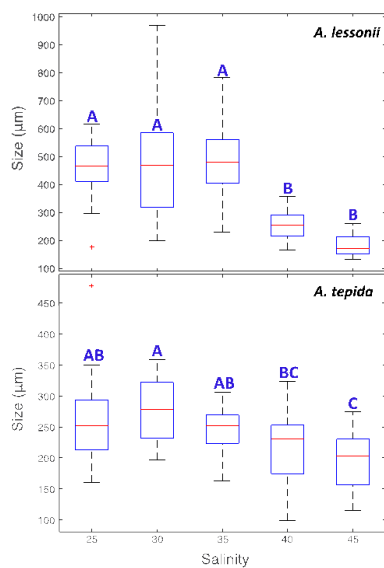 A. lessonii
1000
900
800
700
600
500
400
300
200
100
Size (µm)
A
A
A
B
B
A. tepida
450
400
350
300
250
200
150
100
Size (µm)
AB
A
AB
BC
C
25 30 35 40 45
Salinity